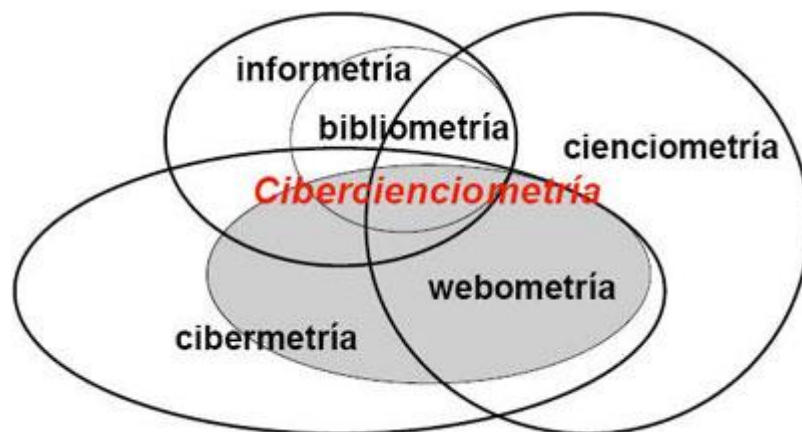 informetría
bibliometría
cienciometría
Cibercienciometría
webometría
cibermetría